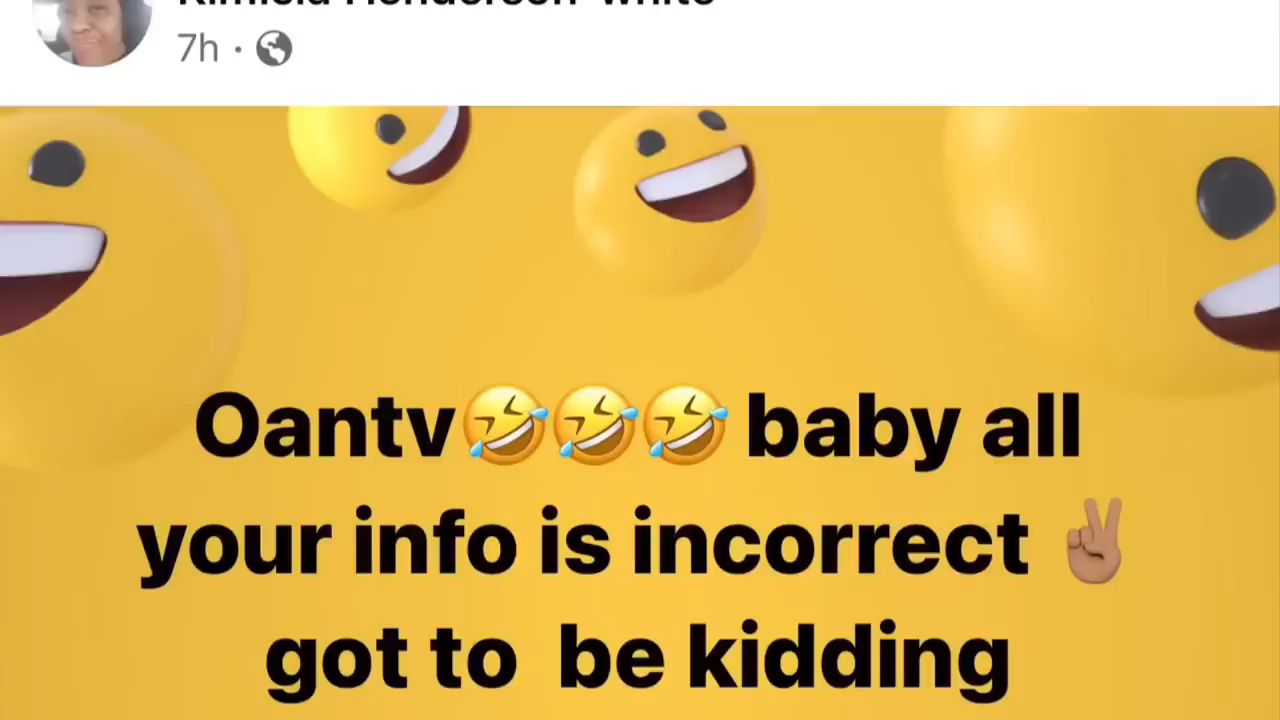 7h ·
Oantv🤣🤣🤣 baby all
your info is incorrect ✌🏽
got to be kidding